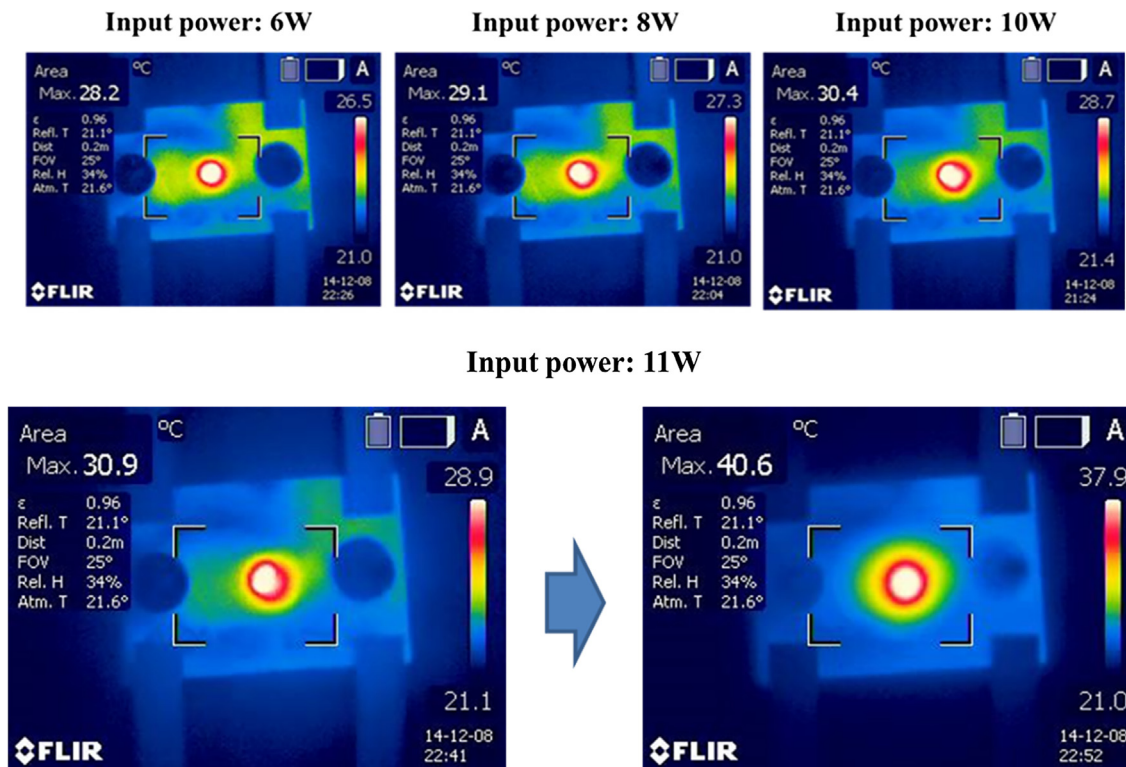 Input power: 6W
Input power: 8W
Input power: 10W
Area °C A
Max. 28.2
26.5
ε 0.96
Refl. T 21.1°
Dist 0.2m
FOV 25°
Rel. H 34%
Atm. T 21.6°
21.0
FLIR
14-12-08
22:26
Area °C A
Max. 29.1
27.3
ε 0.96
Refl. T 21.1°
Dist 0.2m
FOV 25°
Rel. H 34%
Atm. T 21.6°
21.0
FLIR
14-12-08
22:04
Area °C A
Max. 30.4
28.7
ε 0.96
Refl. T 21.1°
Dist 0.2m
FOV 25°
Rel. H 34%
Atm. T 21.6°
21.4
FLIR
14-12-08
21:24
Input power: 11W
Area °C A
Max. 30.9
28.9
ε 0.96
Refl. T 21.1°
Dist 0.2m
FOV 25°
Rel. H 34%
Atm. T 21.6°
21.1
FLIR
14-12-08
22:41
Area °C A
Max. 40.6
37.9
ε 0.96
Refl. T 21.1°
Dist 0.2m
FOV 25°
Rel. H 34%
Atm. T 21.6°
21.0
FLIR
14-12-08
22:52